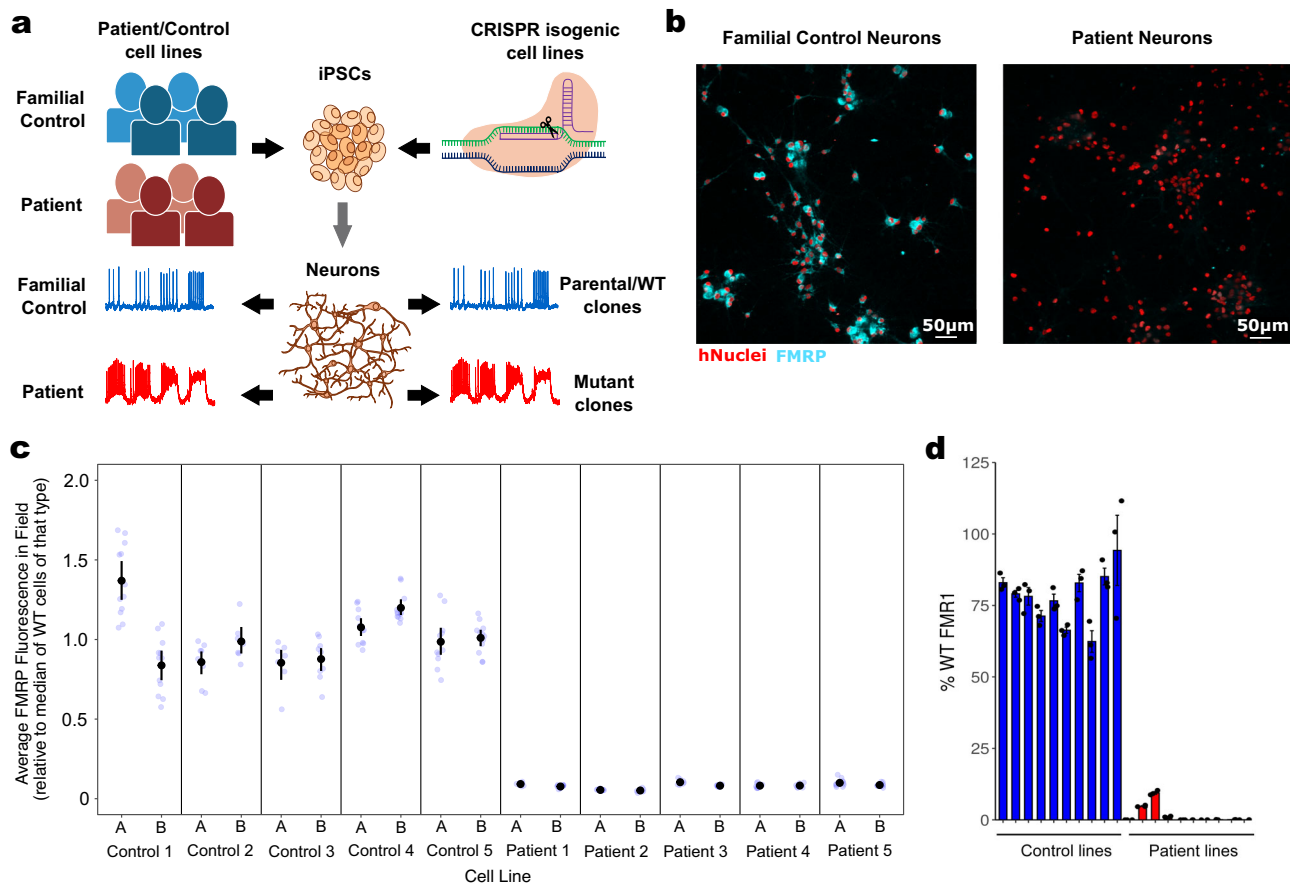 a
Patient/Control
cell lines
CRISPR isogenic
cell lines
iPSCs
Familial
Control
Patient
Neurons
Familial
Control
Parental/WT
clones
Patient
Mutant
clones
b
Familial Control Neurons
Patient Neurons
50µm
50µm
hNuclei FMRP
c
Average FMRP Fluorescence in Field
(relative to median of WT cells of that type)
2.0
1.5
1.0
0.5
0
A B A B A B A B A B A B A B A B A B A B
Control 1 Control 2 Control 3 Control 4 Control 5 Patient 1 Patient 2 Patient 3 Patient 4 Patient 5
Cell Line
d
% WT FMR1
125
100
75
50
25
0
Control lines Patient lines